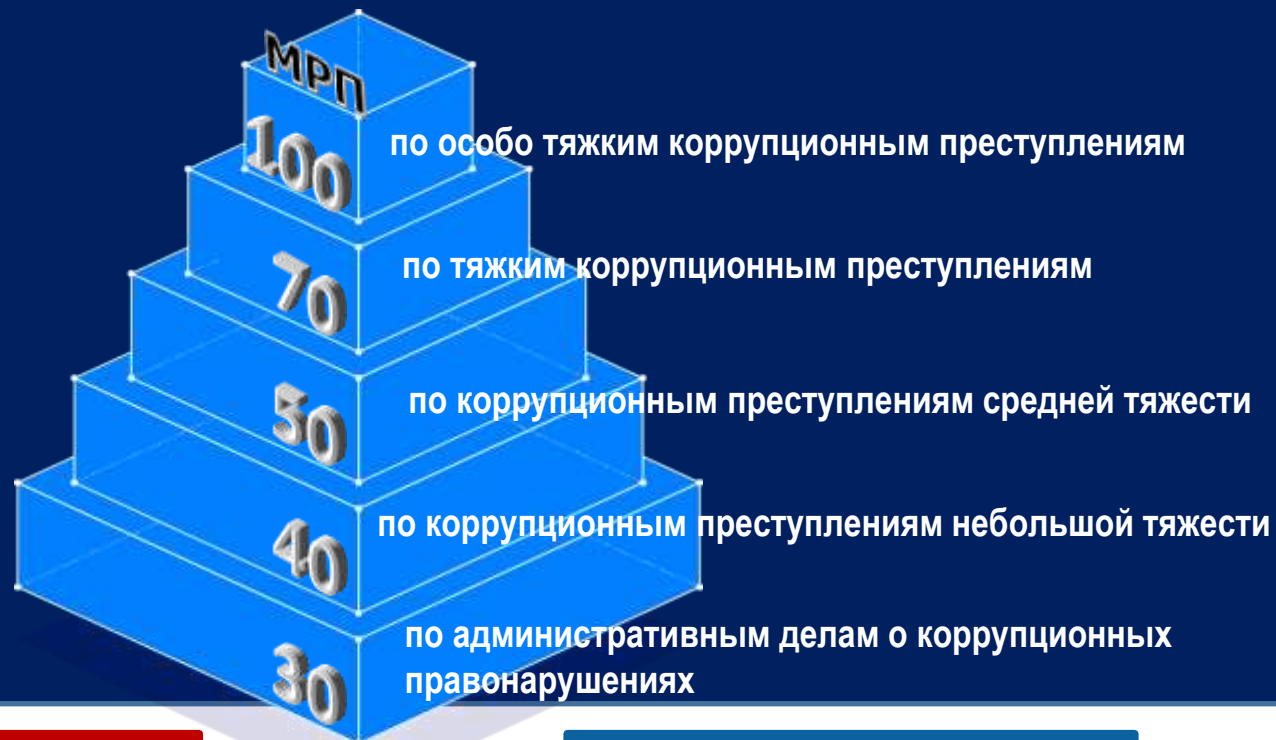 МРП
100
по особо тяжким коррупционным преступлениям
70
по тяжким коррупционным преступлениям
50
по коррупционным преступлениям средней тяжести
40
по коррупционным преступлениям небольшой тяжести
30
по административным делам о коррупционных
правонарушениях